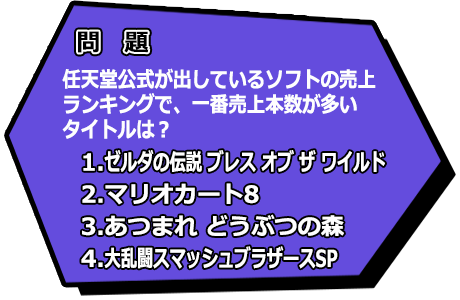 問 題
任天堂公式が出しているソフトの売上
ランキングで、一番売上本数が多い
タイトルは？
1.ゼルダの伝説 ブレス オブ ザ ワイルド
2.マリオカート8
3.あつまれ どうぶつの森
4.大乱闘スマッシュブラザースSP